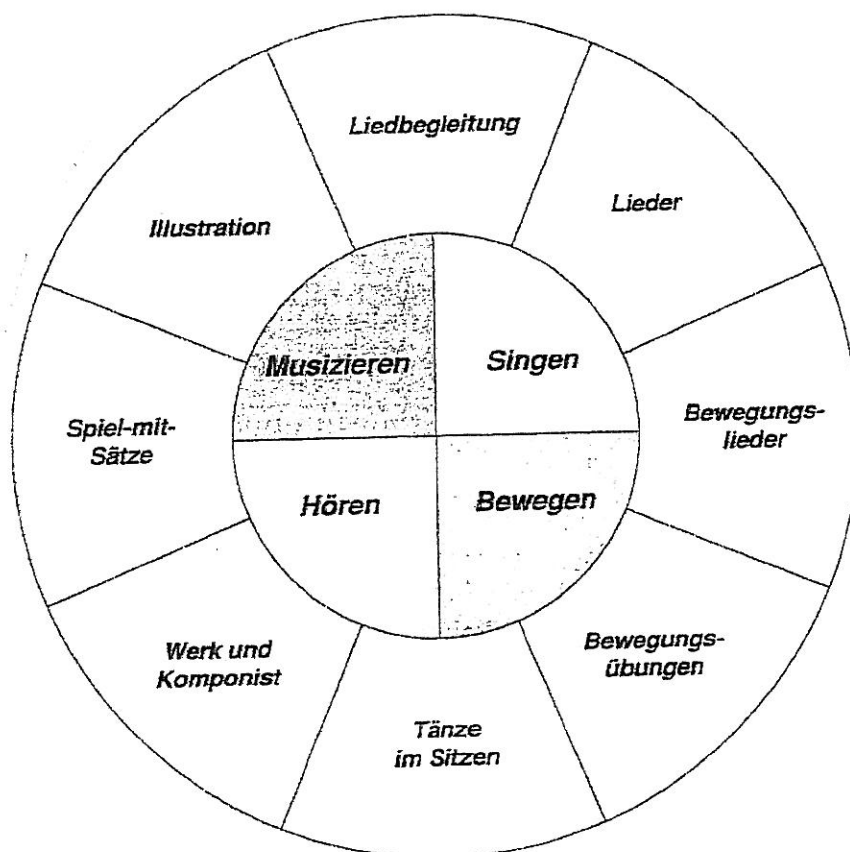 Liedbegleitung
Lieder
Illustration
Musizieren
Singen
Bewegungs-
lieder
Spiel-mit-
Sätze
Hören
Bewegen
Werk und
Komponist
Bewegungs-
übungen
Tänze
im Sitzen